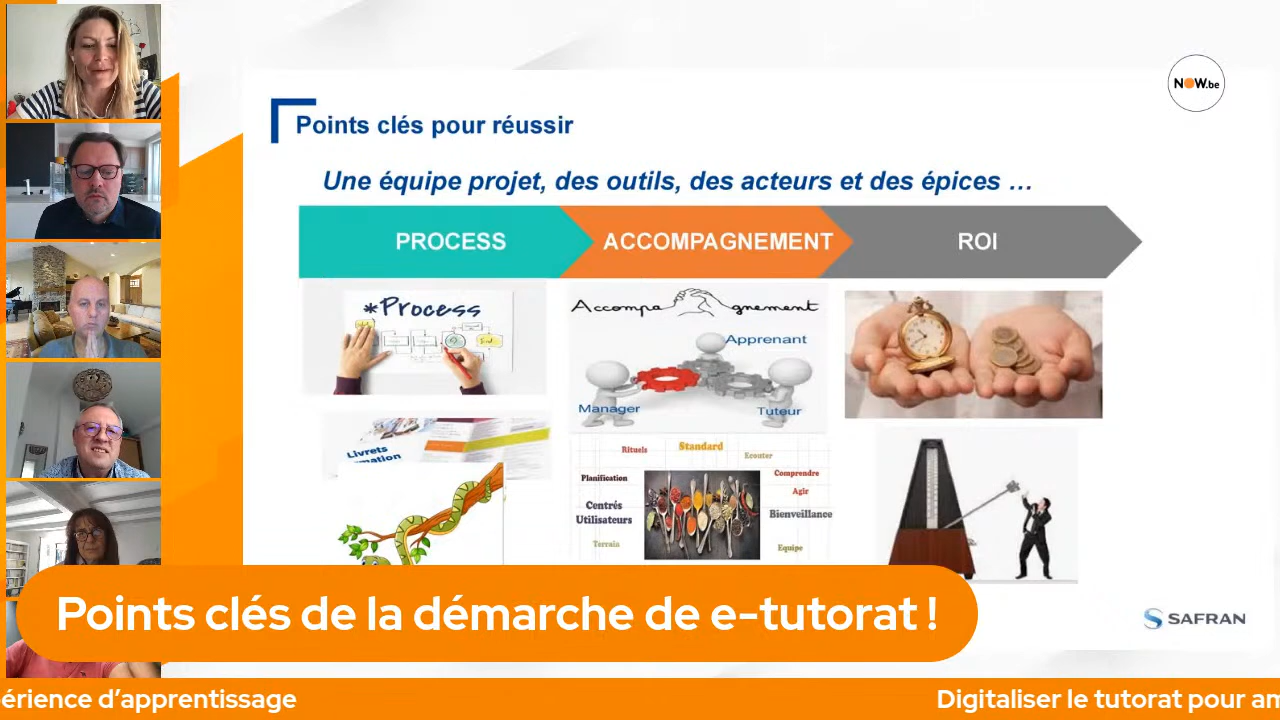 NOW.be
Points clés pour réussir
Une équipe projet, des outils, des acteurs et des épices ...
PROCESS
ACCOMPAGNEMENT
ROI
*Process
Accompagnement
Apprenant
Manager
Tuteur
Livrets
Rituels
Standard
Ecouter
Planification
Comprendre
Agir
Centrés
Utilisateurs
Bienveillance
Terrain
Equipe
Points clés de la démarche de e-tutorat !
SAFRAN
érience d’apprentissage
Digitaliser le tutorat pour am